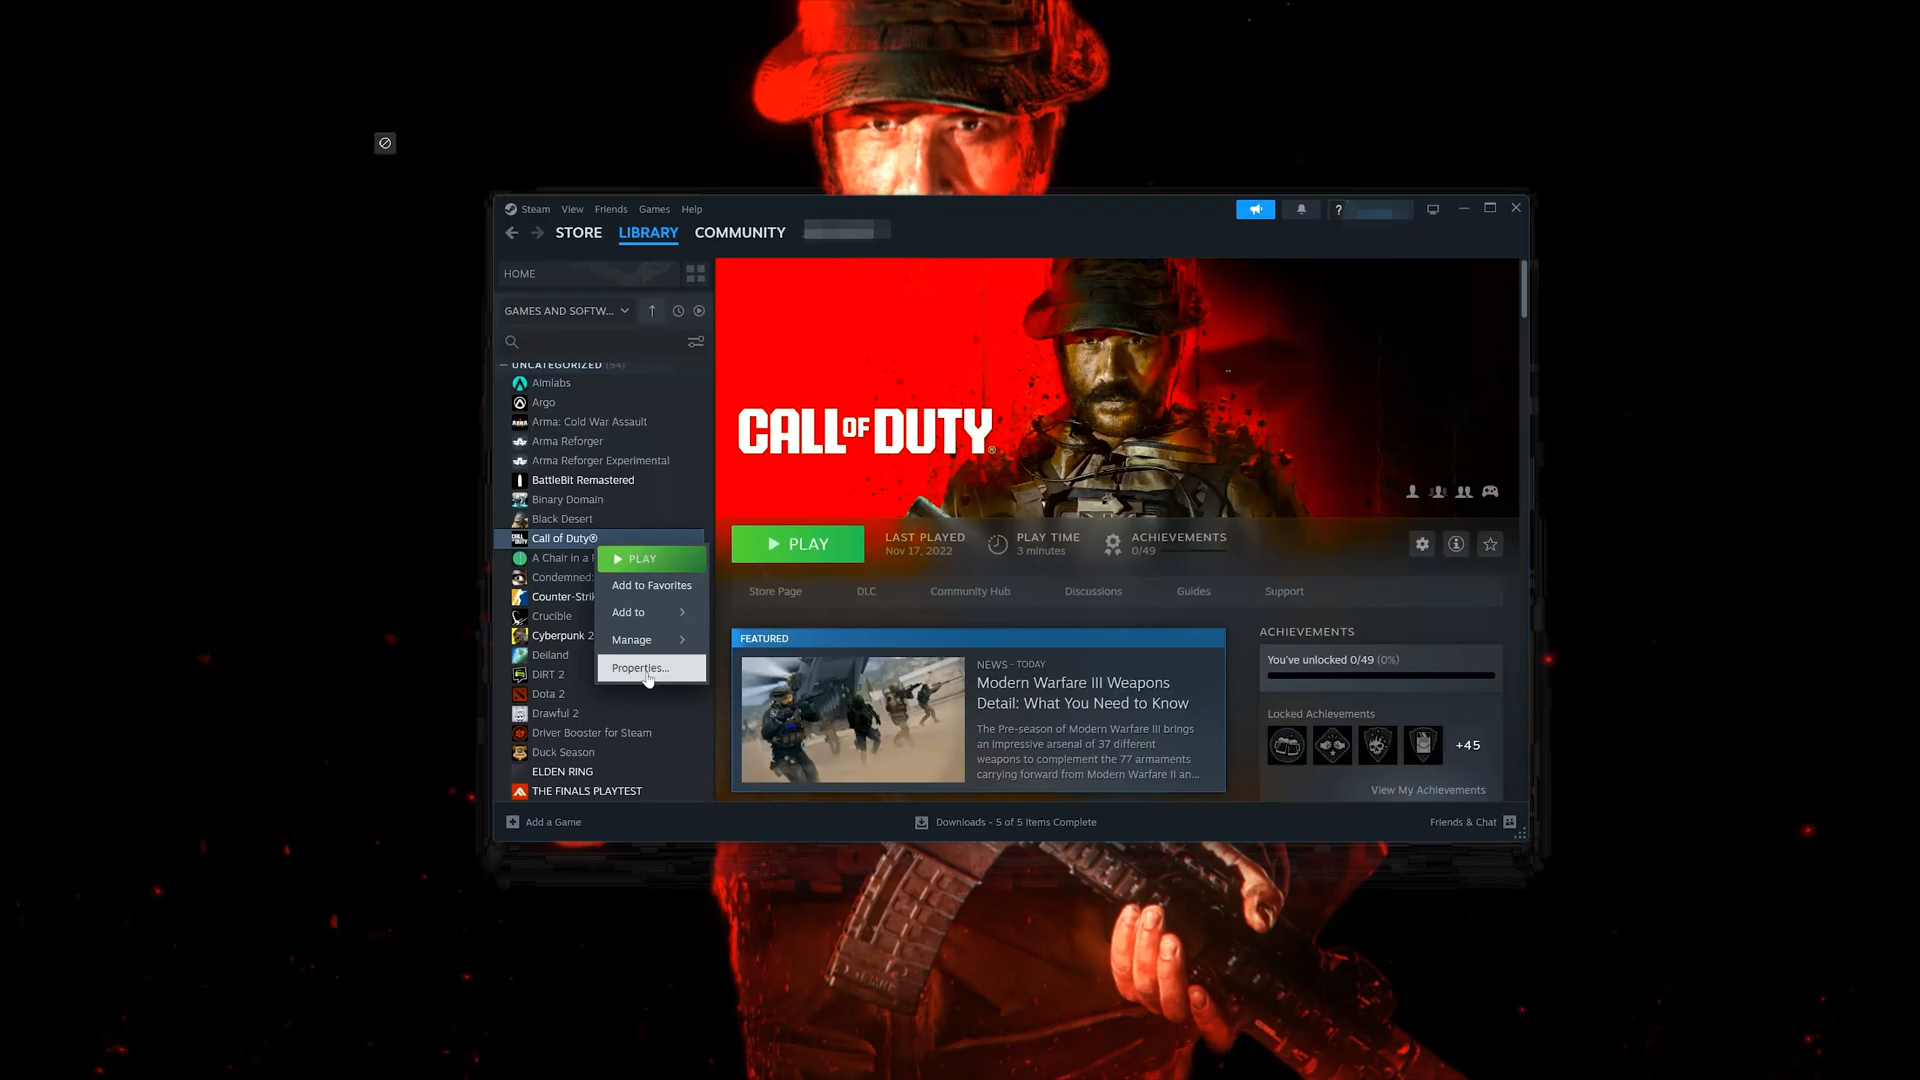 Steam View Friends Games Help
?
STORE LIBRARY COMMUNITY
HOME
GAMES AND SOFTW...
UNCATEGORIZED (54)
Aimlabs
Argo
Arma: Cold War Assault
Arma Reforger
Arma Reforger Experimental
BattleBit Remastered
Binary Domain
Black Desert
Call of Duty®
A Chair in a
Condemned:
Counter-Strik
Crucible
Cyberpunk 2
Deiland
DiRT 2
Dota 2
Drawful 2
Driver Booster for Steam
Duck Season
ELDEN RING
THE FINALS PLAYTEST
PLAY
Add to Favorites
Add to
Manage
Properties...
CALL OF DUTY®
PLAY
LAST PLAYED
Nov 17, 2022
PLAY TIME
3 minutes
ACHIEVEMENTS
0/49
Store Page DLC Community Hub Discussions Guides Support
FEATURED
NEWS - TODAY
Modern Warfare III Weapons
Detail: What You Need to Know
The Pre-season of Modern Warfare III brings
an impressive arsenal of 37 different
weapons to complement the 77 armaments
carrying forward from Modern Warfare II an...
ACHIEVEMENTS
You've unlocked 0/49 (0%)
Locked Achievements
+45
View My Achievements
Add a Game
Downloads - 5 of 5 Items Complete
Friends & Chat